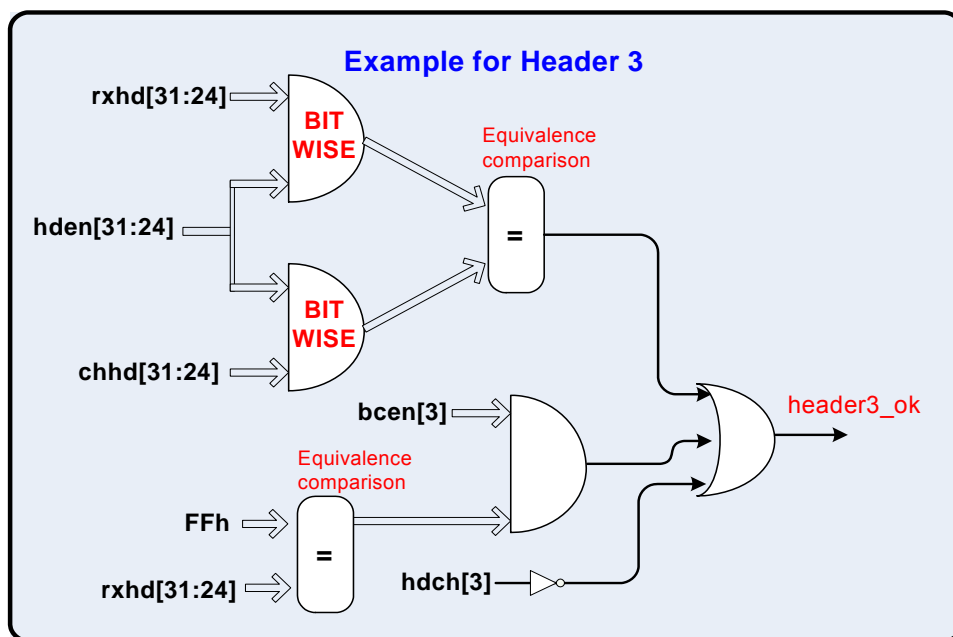 Example for Header 3
rxhd[31:24]
BIT
WISE
Equivalence
comparison
hden[31:24]
=
BIT
WISE
chhd[31:24]
bcen[3]
header3_ok
Equivalence
comparison
FFh
=
rxhd[31:24]
hdch[3]